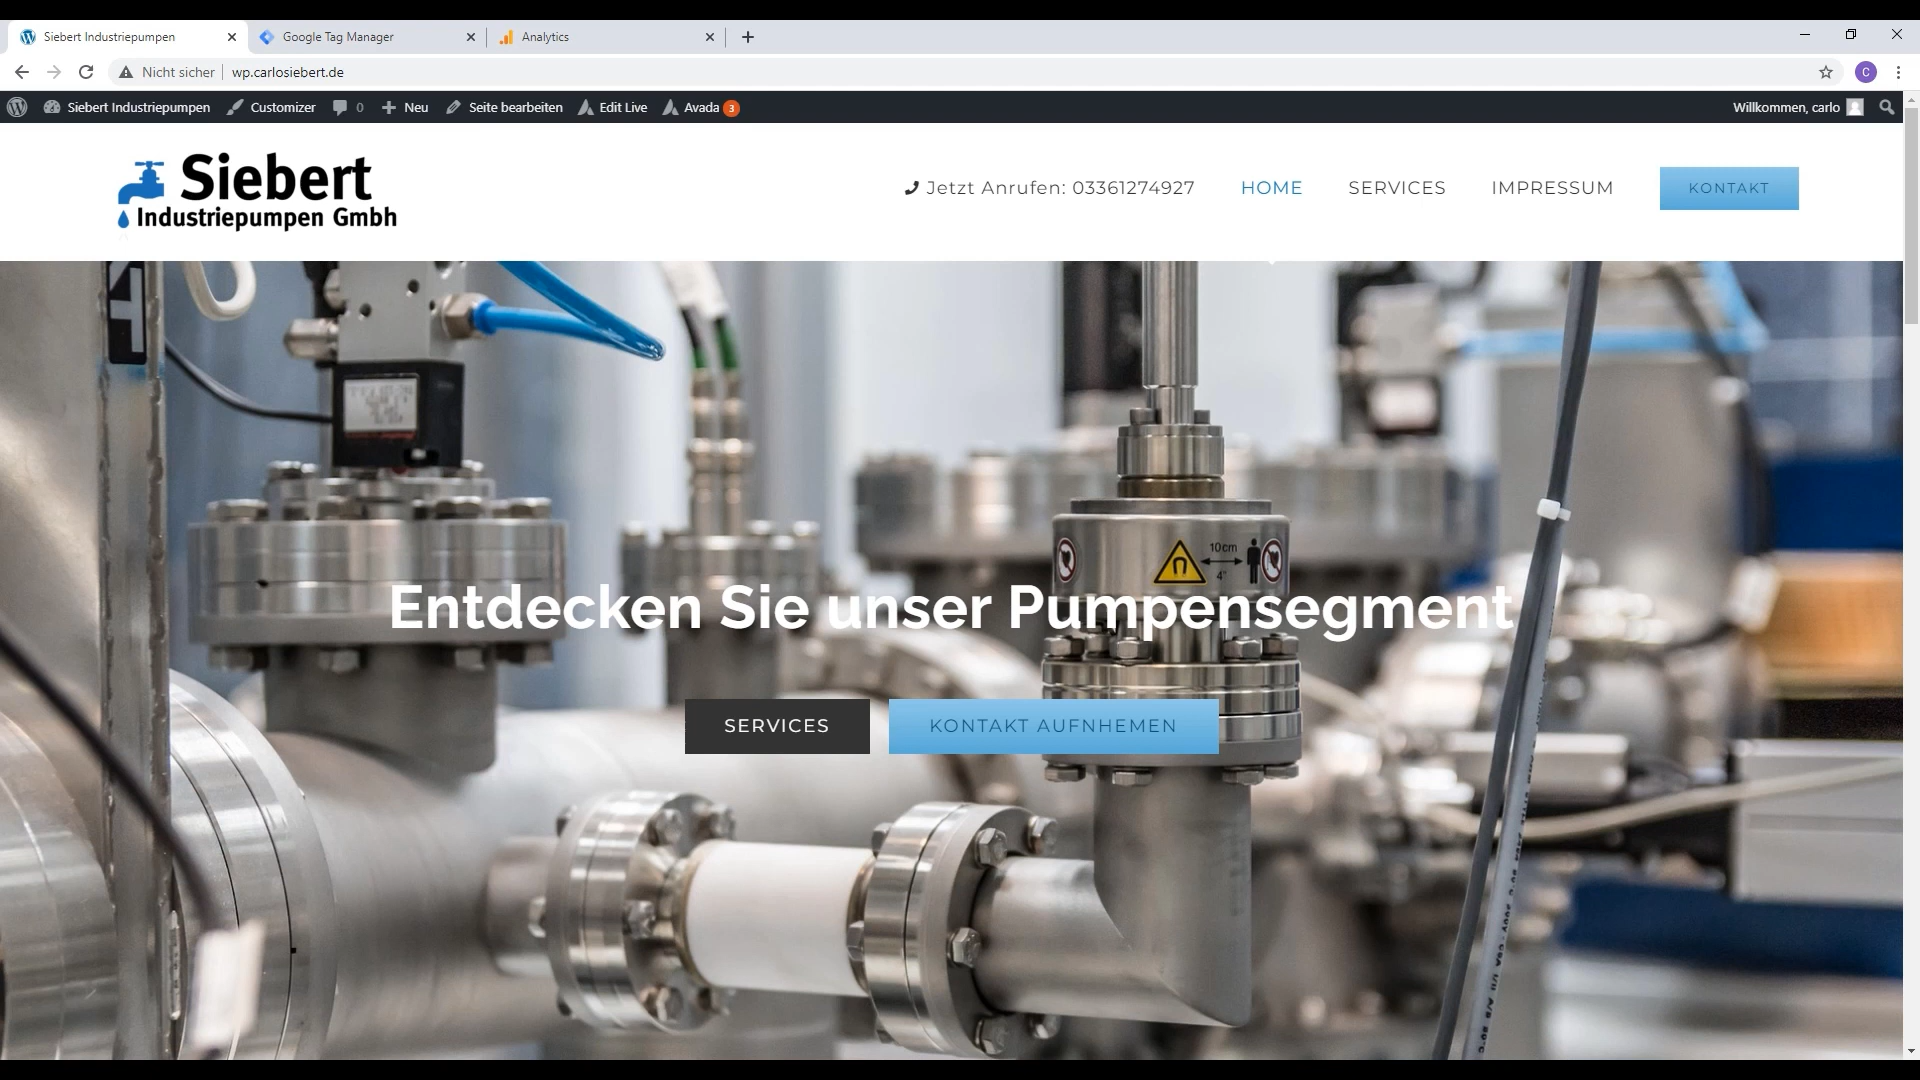 Siebert Industriepumpen
Google Tag Manager
Analytics
Nicht sicher
wp.carlosiebert.de
C
Siebert Industriepumpen
Customizer
0
Neu
Seite bearbeiten
Edit Live
Avada 3
Willkommen, carlo
Siebert
Industriepumpen Gmbh
Jetzt Anrufen: 03361274927
HOME
SERVICES
IMPRESSUM
KONTAKT
10cm
4"
Entdecken Sie unser Pumpensegment
SERVICES
KONTAKT AUFNHEMEN